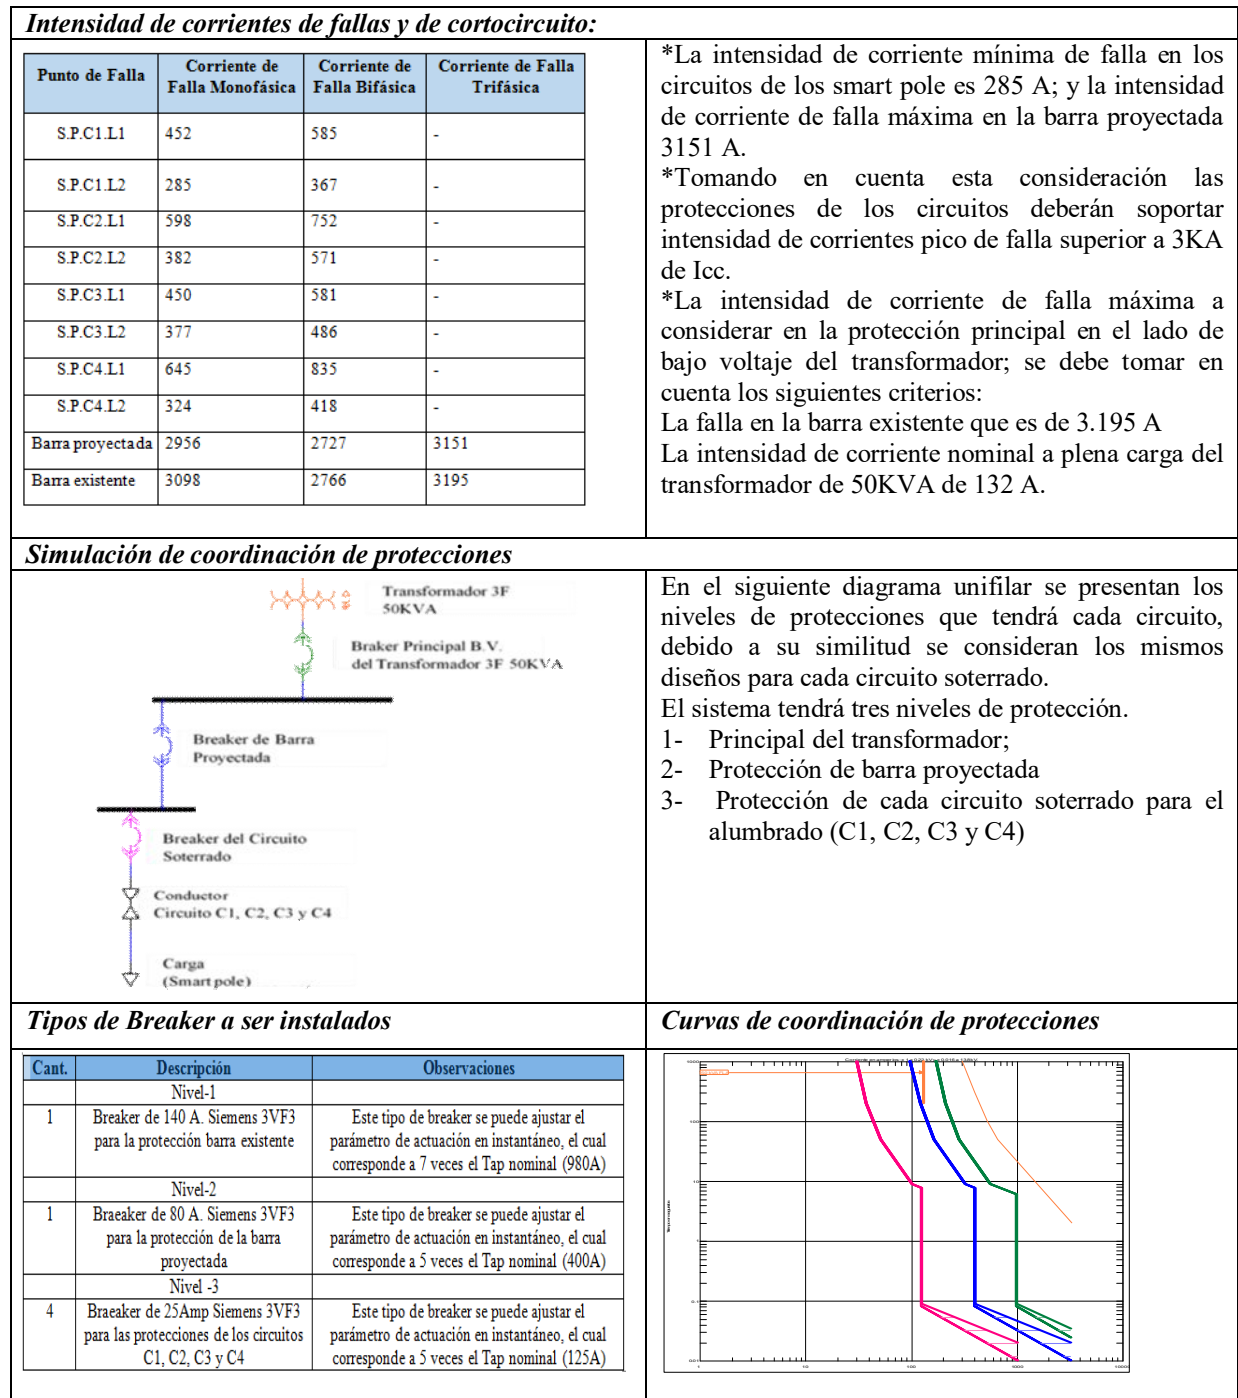 Intensidad de corrientes de fallas y de cortocircuito:
Punto de Falla | Corriente de Falla Monofásica | Corriente de Falla Bifásica | Corriente de Falla Trifásica
S.P.C1.L1 452 585 -
S.P.C1.L2 285 367 -
S.P.C2.L1 598 752 -
S.P.C2.L2 382 571 -
S.P.C3.L1 450 581 -
S.P.C3.L2 377 486 -
S.P.C4.L1 645 835 -
S.P.C4.L2 324 418 -
Barra proyectada 2956 2727 3151
Barra existente 3098 2766 3195
*La intensidad de corriente mínima de falla en los
circuitos de los smart pole es 285 A; y la intensidad
de corriente de falla máxima en la barra proyectada
3151 A.
*Tomando en cuenta esta consideración las
protecciones de los circuitos deberán soportar
intensidad de corrientes pico de falla superior a 3KA
de Icc.
*La intensidad de corriente de falla máxima a
considerar en la protección principal en el lado de
bajo voltaje del transformador; se debe tomar en
cuenta los siguientes criterios:
La falla en la barra existente que es de 3.195 A
La intensidad de corriente nominal a plena carga del
transformador de 50KVA de 132 A.
Simulación de coordinación de protecciones
Transformador 3F
50KVA
Braker Principal B.V.
del Transformador 3F 50KVA
Breaker de Barra
Proyectada
Breaker del Circuito
Soterrado
Conductor
Circuito C1, C2, C3 y C4
Carga
(Smart pole)
En el siguiente diagrama unifilar se presentan los
niveles de protecciones que tendrá cada circuito,
debido a su similitud se consideran los mismos
diseños para cada circuito soterrado.
El sistema tendrá tres niveles de protección.
1- Principal del transformador;
2- Protección de barra proyectada
3- Protección de cada circuito soterrado para el
alumbrado (C1, C2, C3 y C4)
Tipos de Breaker a ser instalados
Cant. Descripción Observaciones
Nivel-1
1 Breaker de 140 A. Siemens 3VF3 Este tipo de breaker se puede ajustar el
para la protección barra existente parámetro de actuación en instantáneo, el cual
corresponde a 7 veces el Tap nominal (980A)
Nivel-2
1 Braeaker de 80 A. Siemens 3VF3 Este tipo de breaker se puede ajustar el
para la protección de la barra parámetro de actuación en instantáneo, el cual
proyectada corresponde a 5 veces el Tap nominal (400A)
Nivel -3
4 Braeaker de 25Amp Siemens 3VF3 Este tipo de breaker se puede ajustar el
para las protecciones de los circuitos parámetro de actuación en instantáneo, el cual
C1, C2, C3 y C4 corresponde a 5 veces el Tap nominal (125A)
Curvas de coordinación de protecciones
1000
100
10
1
0.1
0.01
1 10 100 1000 10000